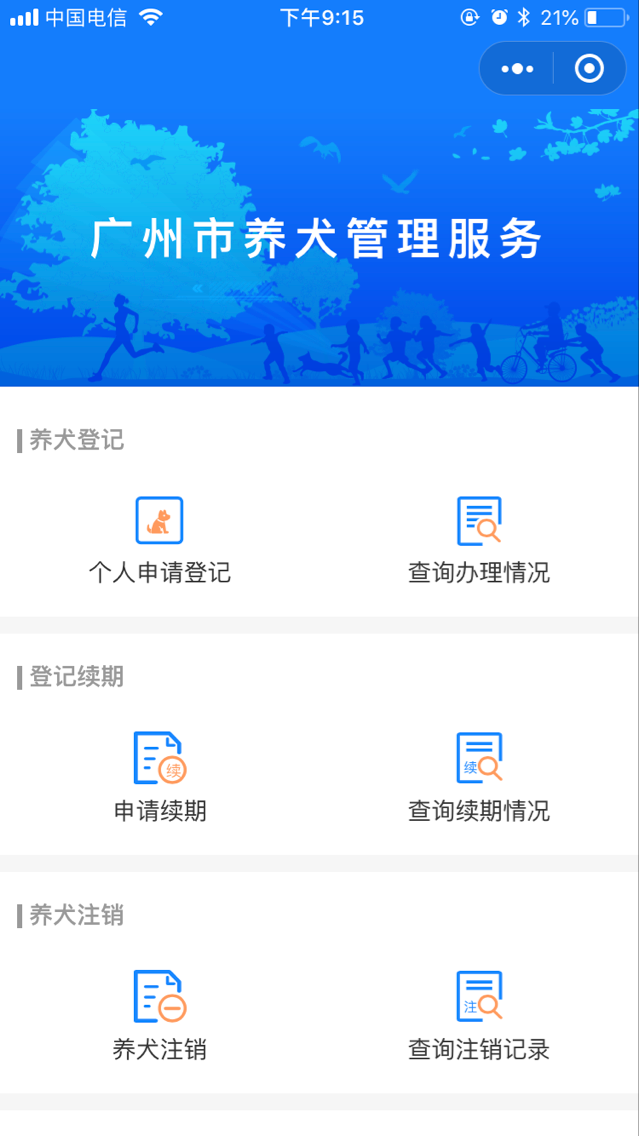 中国电信 下午9:15 21%
广州市养犬管理服务
养犬登记
个人申请登记 查询办理情况
登记续期
续 续
申请续期 查询续期情况
养犬注销
注
养犬注销 查询注销记录